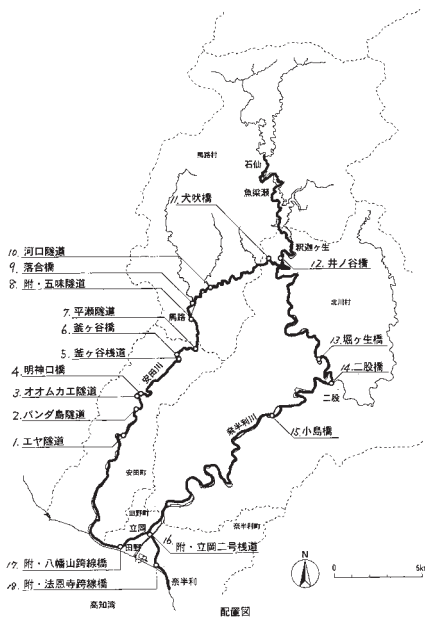 馬路村
石仙
魚梁瀬
11. 犬吠橋
釈迦ヶ生
10. 河口隧道
9. 落合橋
8. 附・五味隧道
12. 井ノ谷橋
7. 平瀬隧道
馬路
北川村
6. 釜ヶ谷橋
5. 釜ヶ谷桟道
13. 堀ヶ生橋
4. 明神口橋
安田川
14. 二股橋
3. オオムカエ隧道
二股
2. バンダ島隧道
奈半利川
15. 小島橋
1. エヤ隧道
安田町
田野町
奈半利町
立岡
16. 附・立岡二号桟道
N
田野
17. 附・八幡山跨線橋
0 5km
18. 附・法恩寺跨線橋
奈半利
高知湾
配置図